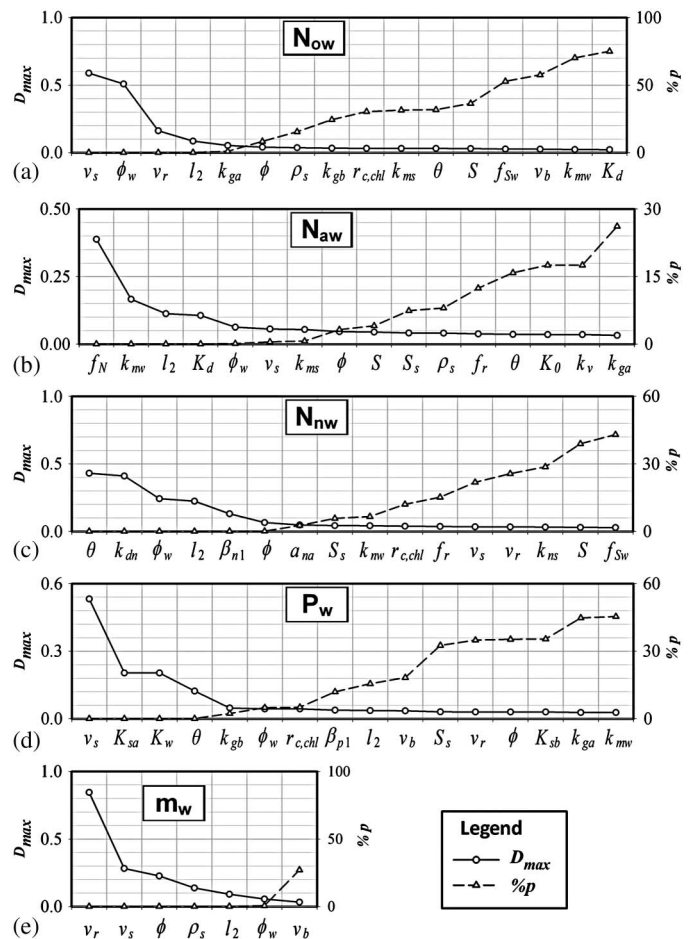 N_ow
D_max
1.0
0.5
0.0
100
50
0
%p
(a) v_s ϕ_w v_r l_2 k_ga ϕ ρ_s k_gb r_c,chl k_ms θ S f_Sw v_b k_mw K_d
N_aw
D_max
0.50
0.25
0.00
30
15
0
%p
(b) f_N k_nw l_2 K_d ϕ_w v_s k_ms ϕ S S_s ρ_s f_r θ K_0 k_v k_ga
N_nw
D_max
1.0
0.5
0.0
60
30
0
%p
(c) θ k_dn ϕ_w l_2 β_n1 ϕ a_na S_s k_nw r_c,chl f_r v_s v_r k_ns S f_Sw
P_w
D_max
0.6
0.3
0.0
60
30
0
%p
(d) v_s K_sa K_w θ k_gb ϕ_w r_c,chl β_p1 l_2 v_b S_s v_r ϕ K_sb k_ga k_mw
m_w
D_max
1.0
0.5
0.0
100
50
0
%p
(e) v_r v_s ϕ ρ_s l_2 ϕ_w v_b
Legend
D_max
%p